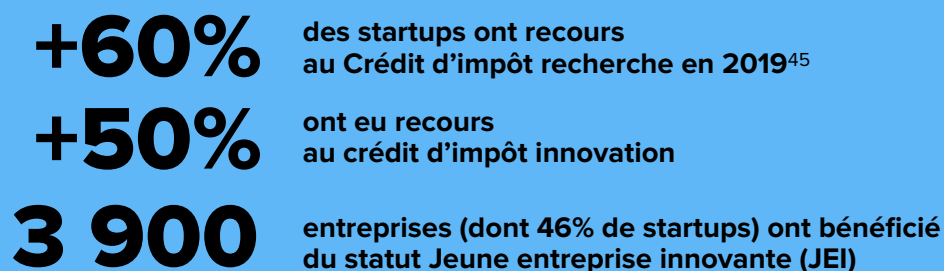 +60%
des startups ont recours
au Crédit d'impôt recherche en 2019⁴⁵
+50%
ont eu recours
au crédit d'impôt innovation
3 900
entreprises (dont 46% de startups) ont bénéficié
du statut Jeune entreprise innovante (JEI)